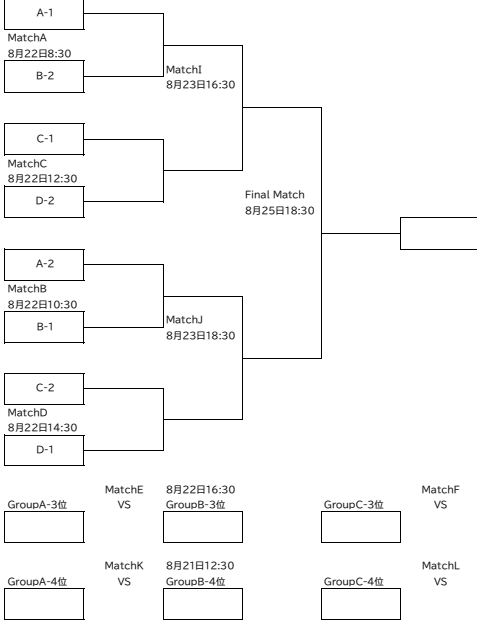 A-1
MatchA
8月22日8:30
B-2
MatchI
8月23日16:30
C-1
MatchC
8月22日12:30
D-2
Final Match
8月25日18:30
A-2
MatchB
8月22日10:30
B-1
MatchJ
8月23日18:30
C-2
MatchD
8月22日14:30
D-1
MatchE 8月22日16:30 MatchF
GroupA-3位 VS GroupB-3位 GroupC-3位 VS
MatchK 8月21日12:30 MatchL
GroupA-4位 VS GroupB-4位 GroupC-4位 VS